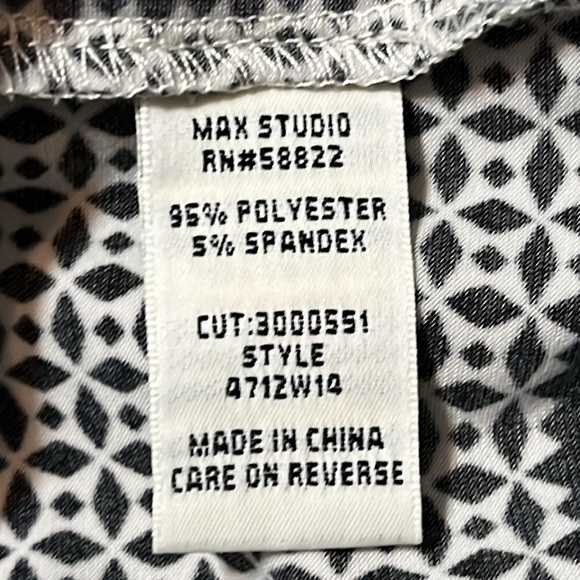 MAX STUDIO
RN#58822
95% POLYESTER
5% SPANDEX
CUT:3000551
STYLE
4712W14
MADE IN CHINA
CARE ON REVERSE